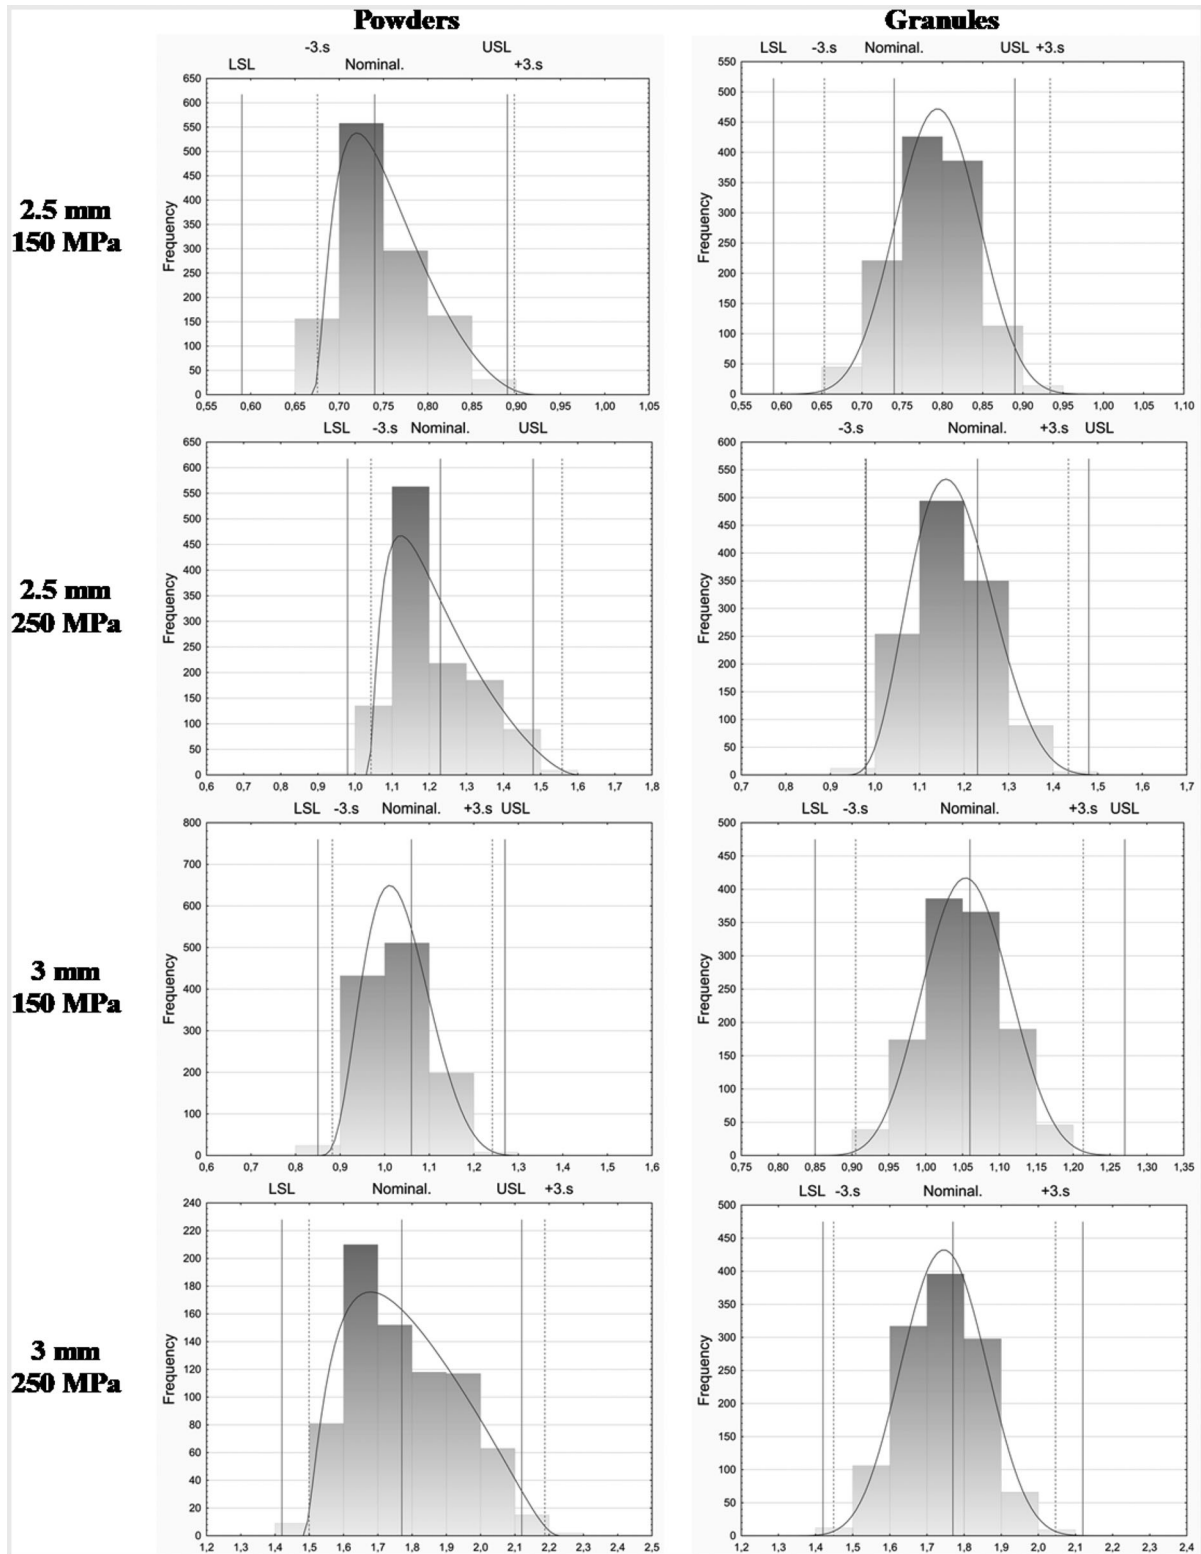 Powders Granules
2.5 mm
150 MPa
-3.s USL
LSL Nominal. +3.s
Frequency
650
600
550
500
450
400
350
300
250
200
150
100
50
0
0,55 0,60 0,65 0,70 0,75 0,80 0,85 0,90 0,95 1,00 1,05
LSL -3.s Nominal. USL +3.s
Frequency
550
500
450
400
350
300
250
200
150
100
50
0
0,55 0,60 0,65 0,70 0,75 0,80 0,85 0,90 0,95 1,00 1,05 1,10
2.5 mm
250 MPa
LSL -3.s Nominal. USL
Frequency
650
600
550
500
450
400
350
300
250
200
150
100
50
0
0,6 0,7 0,8 0,9 1,0 1,1 1,2 1,3 1,4 1,5 1,6 1,7 1,8
-3.s Nominal. +3.s USL
Frequency
600
550
500
450
400
350
300
250
200
150
100
50
0
0,7 0,8 0,9 1,0 1,1 1,2 1,3 1,4 1,5 1,6 1,7
3 mm
150 MPa
LSL -3.s Nominal. +3.s USL
Frequency
800
700
600
500
400
300
200
100
0
0,6 0,7 0,8 0,9 1,0 1,1 1,2 1,3 1,4 1,5 1,6
LSL -3.s Nominal. +3.s USL
Frequency
500
450
400
350
300
250
200
150
100
50
0
0,75 0,80 0,85 0,90 0,95 1,00 1,05 1,10 1,15 1,20 1,25 1,30 1,35
3 mm
250 MPa
LSL Nominal. USL +3.s
Frequency
240
220
200
180
160
140
120
100
80
60
40
20
0
1,2 1,3 1,4 1,5 1,6 1,7 1,8 1,9 2,0 2,1 2,2 2,3 2,4 2,5
LSL -3.s Nominal. +3.s
Frequency
500
450
400
350
300
250
200
150
100
50
0
1,2 1,3 1,4 1,5 1,6 1,7 1,8 1,9 2,0 2,1 2,2 2,3 2,4